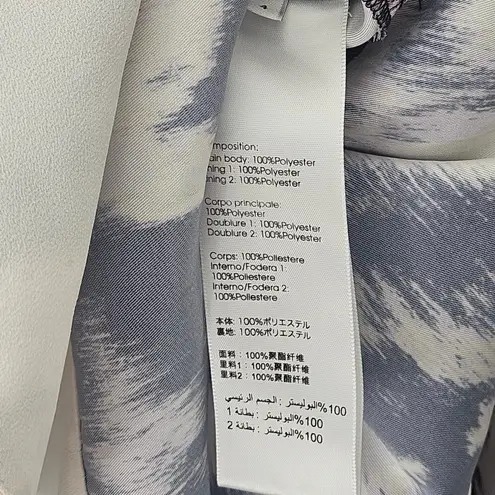 mposition:
ain body: 100%Polyester
ning 1: 100%Polyester
ning 2: 100%Polyester
Corpo principale:
100%Polyester
Doublure 1: 100%Polyester
Doublure 2: 100%Polyester
Corps: 100%Poliestere
Interno/Fodera 1:
100%Poliestere
Interno/Fodera 2:
100%Poliestere
本体: 100%ポリエステル
裏地: 100%ポリエステル
面料: 100%聚酯纤维
里料1: 100%聚酯纤维
里料2: 100%聚酯纤维
100%البوليستر : الجسم الرئيسي
100%البوليستر : بطانة 1
100%البوليستر : بطانة 2